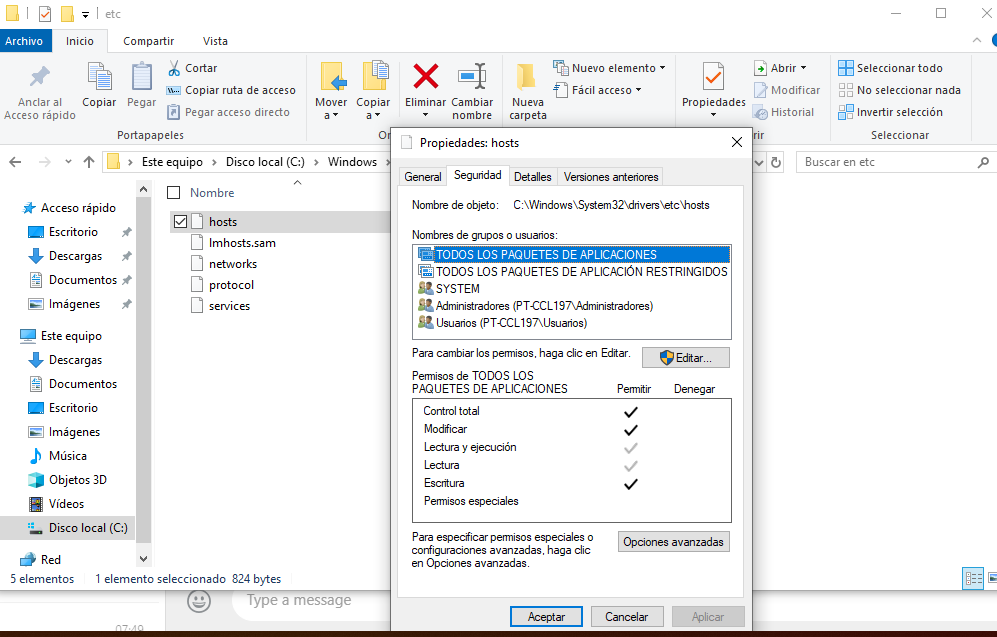 etc
Archivo Inicio Compartir Vista
Anclar al
Acceso rápido
Copiar
Pegar
Cortar
Copiar ruta de acceso
Pegar acceso directo
Portapapeles
Mover
a
Copiar
a
Eliminar
Cambiar
nombre
Or
Nueva
carpeta
Nuevo elemento
Fácil acceso
Propiedades
Abrir
Modificar
Historial
rir
Seleccionar todo
No seleccionar nada
Invertir selección
Seleccionar
Este equipo > Disco local (C:) > Windows >
Buscar en etc
Acceso rápido
Escritorio
Descargas
Documentos
Imágenes
Este equipo
Descargas
Documentos
Escritorio
Imágenes
Música
Objetos 3D
Vídeos
Disco local (C:)
Red
Nombre
hosts
lmhosts.sam
networks
protocol
services
Propiedades: hosts
General Seguridad Detalles Versiones anteriores
Nombre de objeto: C:\Windows\System32\drivers\etc\hosts
Nombres de grupos o usuarios:
TODOS LOS PAQUETES DE APLICACIONES
TODOS LOS PAQUETES DE APLICACIÓN RESTRINGIDOS
SYSTEM
Administradores (PT-CCL197\Administradores)
Usuarios (PT-CCL197\Usuarios)
Para cambiar los permisos, haga clic en Editar. Editar...
Permisos de TODOS LOS
PAQUETES DE APLICACIONES Permitir Denegar
Control total
Modificar
Lectura y ejecución
Lectura
Escritura
Permisos especiales
Para especificar permisos especiales o
configuraciones avanzadas, haga clic
en Opciones avanzadas.
Opciones avanzadas
Aceptar Cancelar Aplicar
5 elementos 1 elemento seleccionado 824 bytes
Type a message
07:49